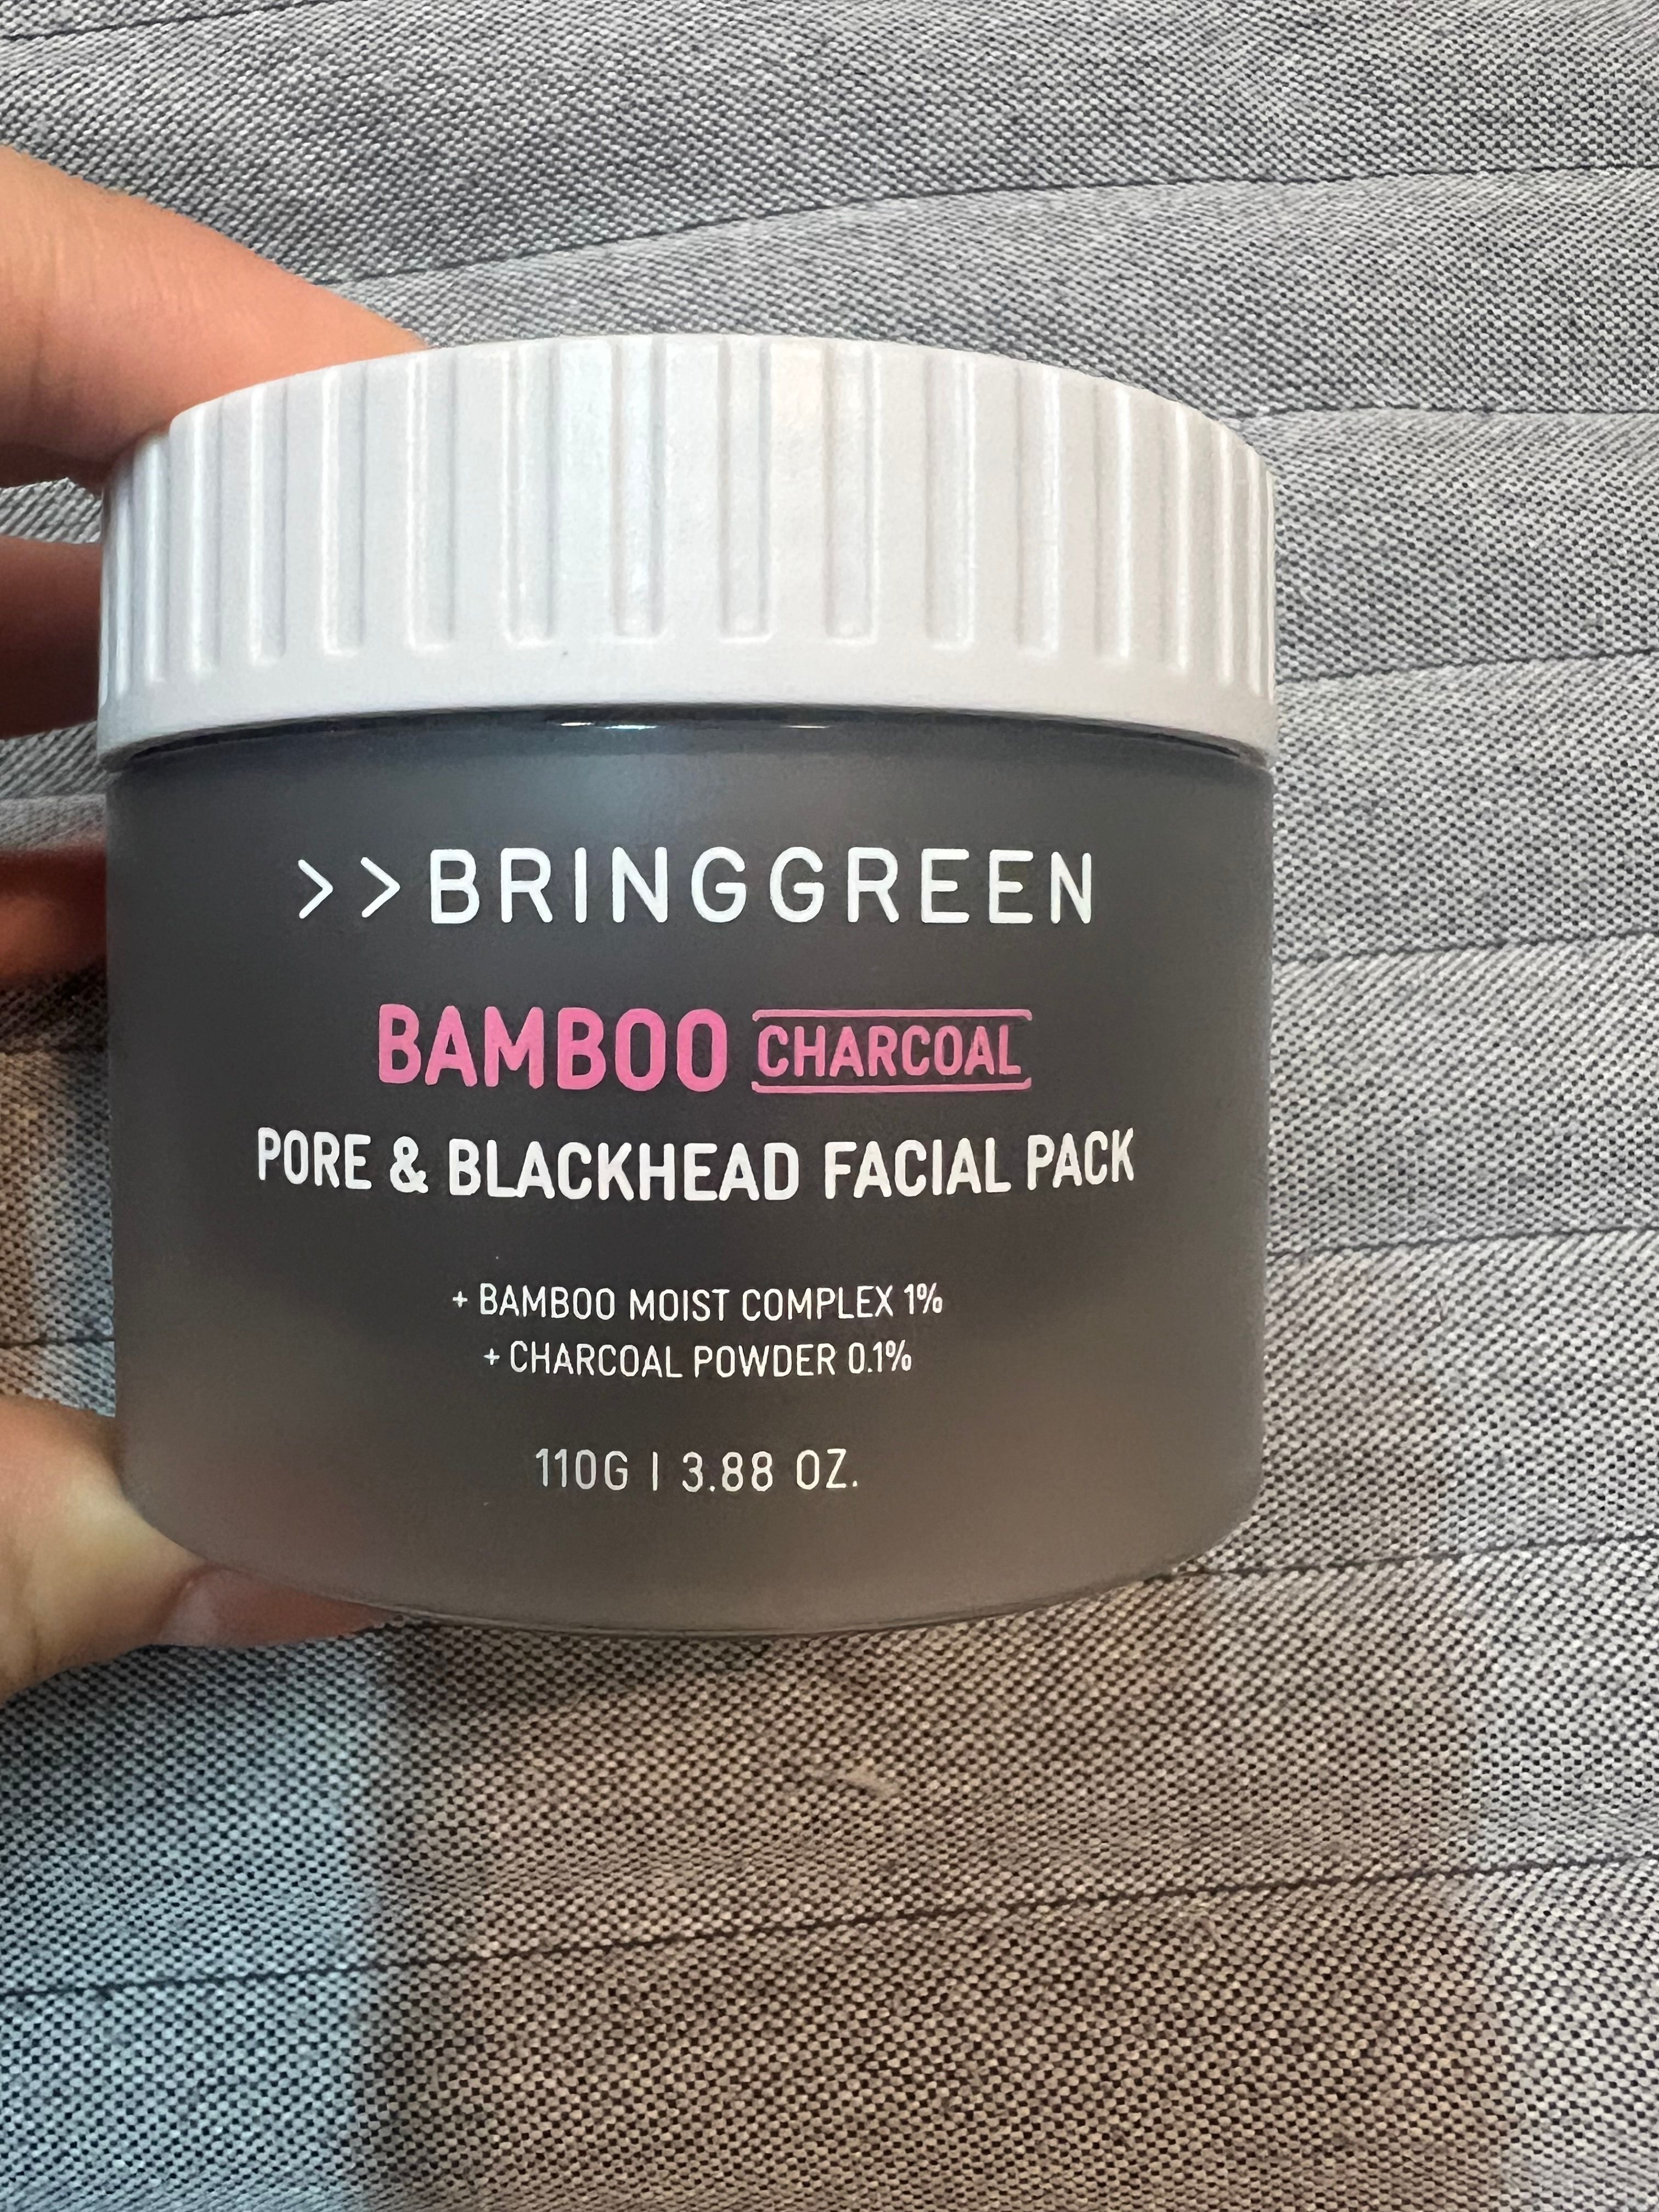 >>BRINGGREEN
BAMBOO CHARCOAL
PORE & BLACKHEAD FACIAL PACK
+ BAMBOO MOIST COMPLEX 1%
+ CHARCOAL POWDER 0.1%
110G | 3.88 OZ.